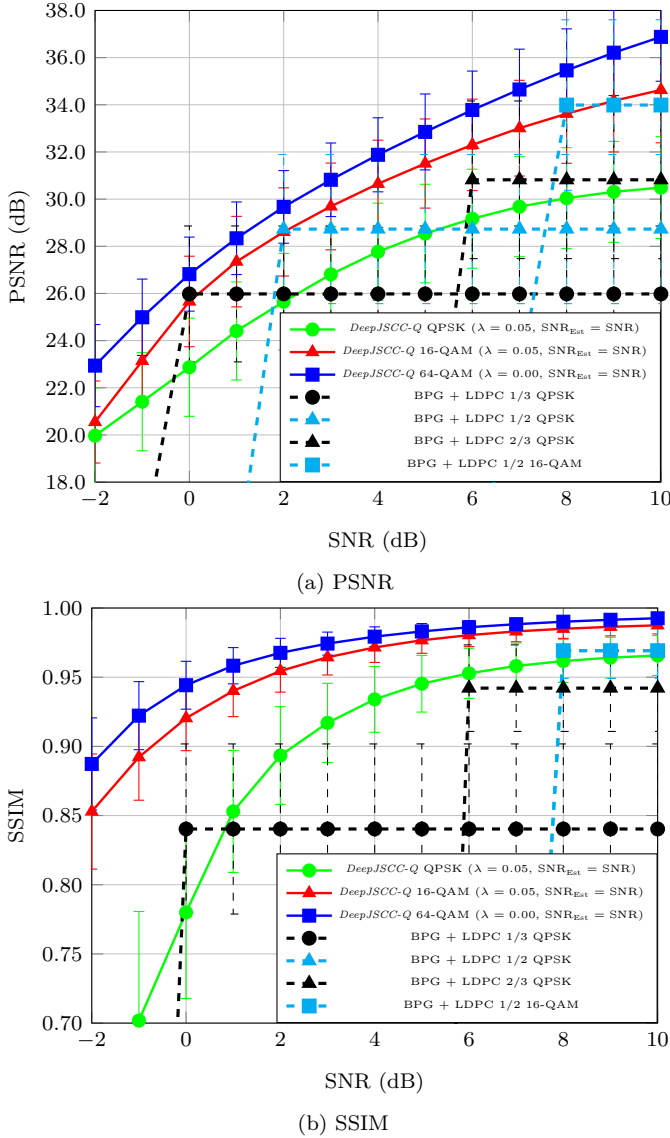 38.0
36.0
34.0
32.0
30.0
28.0
26.0
24.0
22.0
20.0
18.0
PSNR (dB)
DeepJSCC-Q QPSK (λ = 0.05, SNR_Est = SNR)
DeepJSCC-Q 16-QAM (λ = 0.05, SNR_Est = SNR)
DeepJSCC-Q 64-QAM (λ = 0.00, SNR_Est = SNR)
BPG + LDPC 1/3 QPSK
BPG + LDPC 1/2 QPSK
BPG + LDPC 2/3 QPSK
BPG + LDPC 1/2 16-QAM
−2 0 2 4 6 8 10
SNR (dB)
(a) PSNR
1.00
0.95
0.90
0.85
0.80
0.75
0.70
SSIM
DeepJSCC-Q QPSK (λ = 0.05, SNR_Est = SNR)
DeepJSCC-Q 16-QAM (λ = 0.05, SNR_Est = SNR)
DeepJSCC-Q 64-QAM (λ = 0.00, SNR_Est = SNR)
BPG + LDPC 1/3 QPSK
BPG + LDPC 1/2 QPSK
BPG + LDPC 2/3 QPSK
BPG + LDPC 1/2 16-QAM
−2 0 2 4 6 8 10
SNR (dB)
(b) SSIM